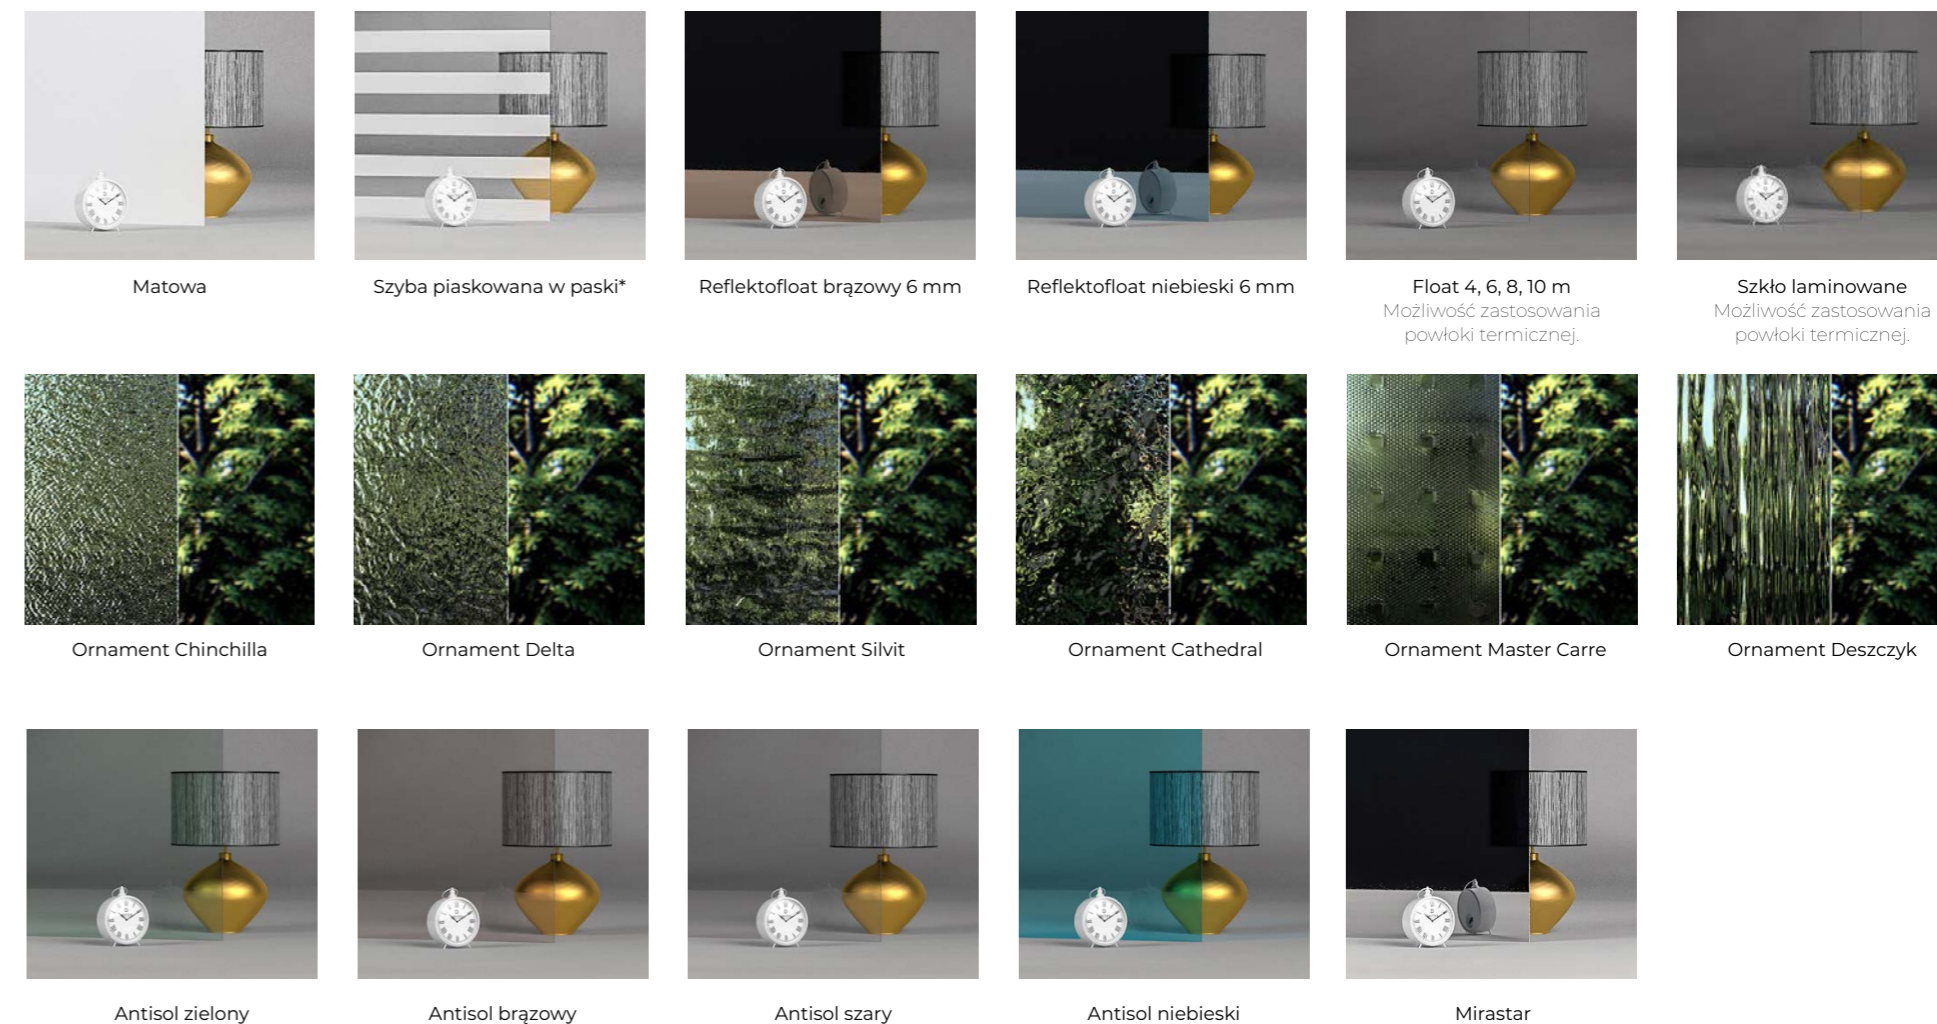 Matowa
Szyba piaskowana w paski*
Reflektofloat brązowy 6 mm
Reflektofloat niebieski 6 mm
Float 4, 6, 8, 10 m
Możliwość zastosowania
powłoki termicznej.
Szkło laminowane
Możliwość zastosowania
powłoki termicznej.
Ornament Chinchilla
Ornament Delta
Ornament Silvit
Ornament Cathedral
Ornament Master Carre
Ornament Deszczyk
Antisol zielony
Antisol brązowy
Antisol szary
Antisol niebieski
Mirastar